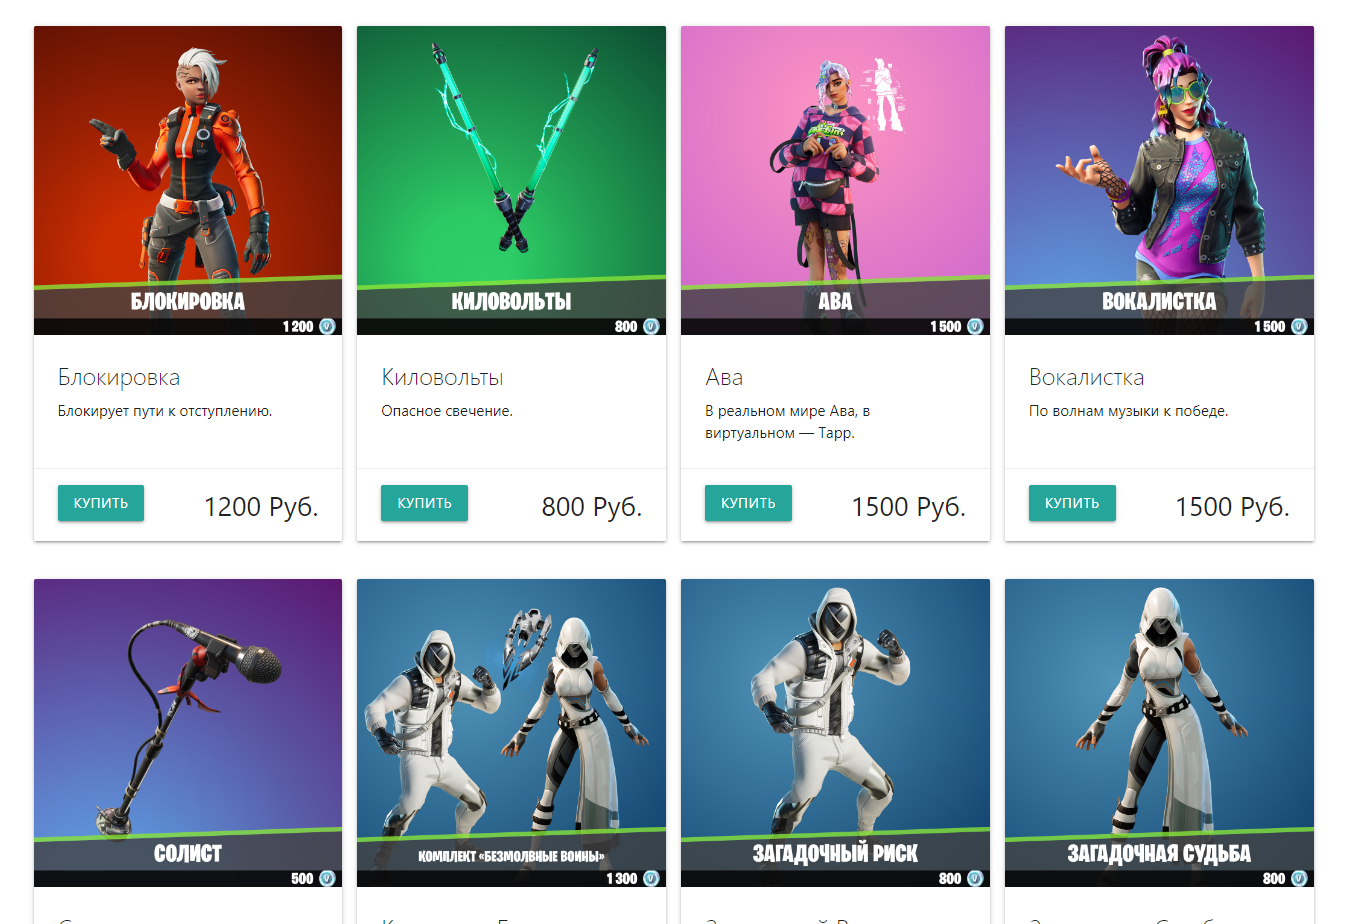 БЛОКИРОВКА
1 200
КИЛОВОЛЬТЫ
800
АВА
1 500
ВОКАЛИСТКА
1 500
Блокировка
Блокирует пути к отступлению.
КУПИТЬ
1200 Руб.
Киловольты
Опасное свечение.
КУПИТЬ
800 Руб.
Ава
В реальном мире Ава, в
виртуальном — Тарр.
КУПИТЬ
1500 Руб.
Вокалистка
По волнам музыки к победе.
КУПИТЬ
1500 Руб.
СОЛИСТ
500
КОМПЛЕКТ «БЕЗМОЛВНЫЕ ВОИНЫ»
1 300
ЗАГАДОЧНЫЙ РИСК
800
ЗАГАДОЧНАЯ СУДЬБА
800